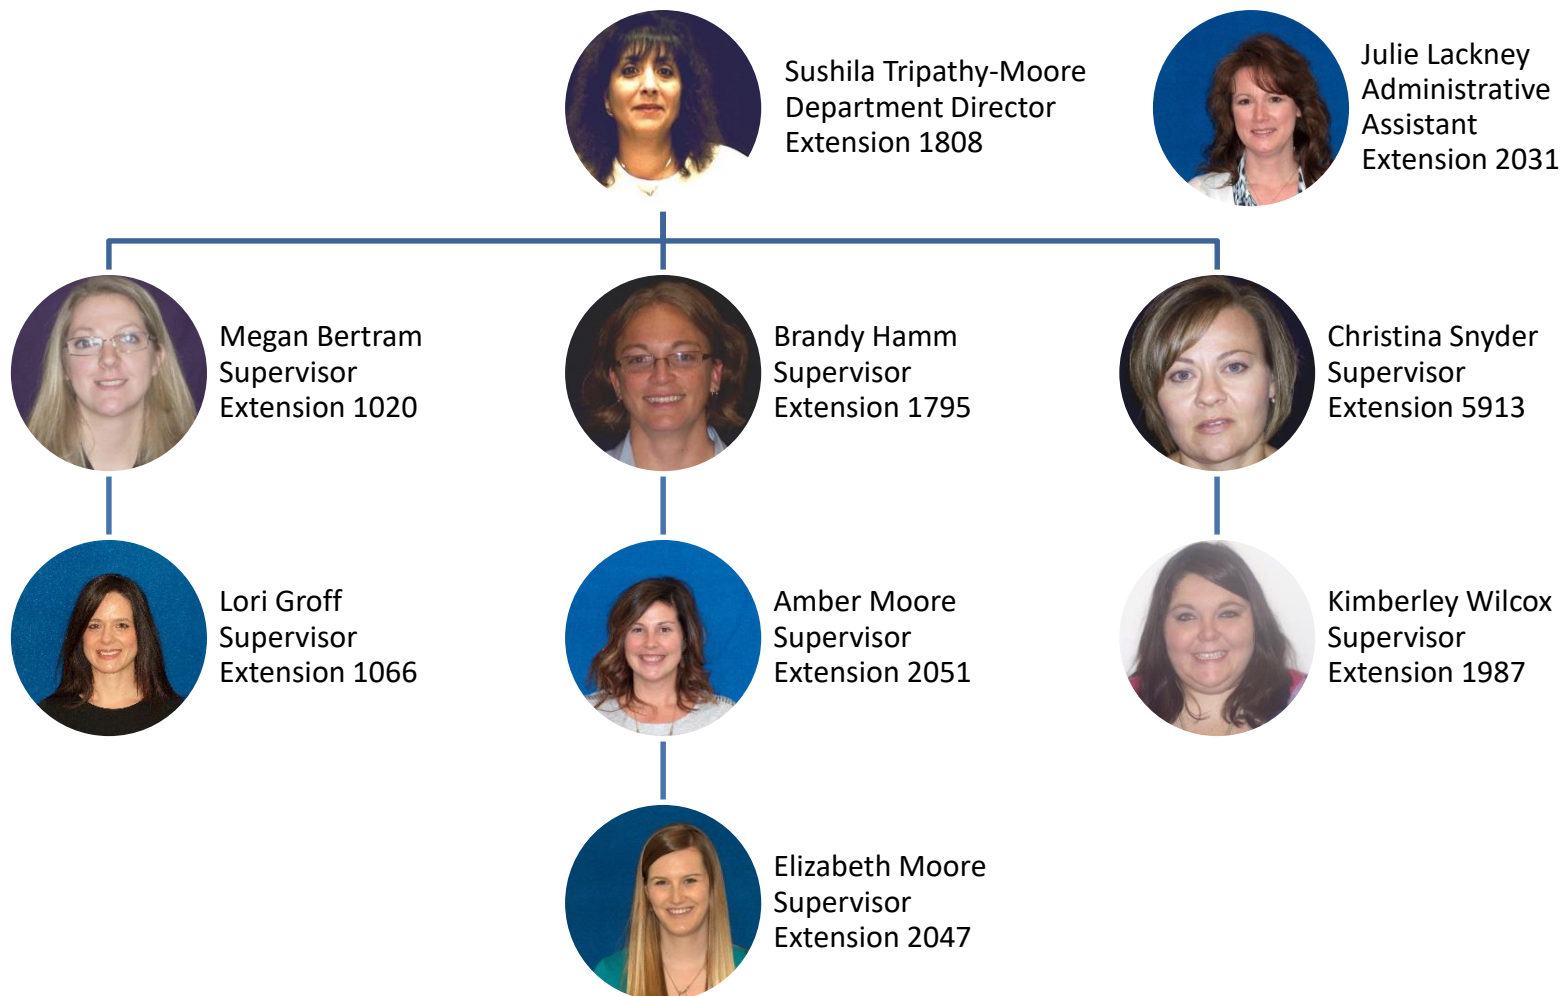 Sushila Tripathy-Moore
Department Director
Extension 1808
Julie Lackney
Administrative
Assistant
Extension 2031
Megan Bertram
Supervisor
Extension 1020
Brandy Hamm
Supervisor
Extension 1795
Christina Snyder
Supervisor
Extension 5913
Lori Groff
Supervisor
Extension 1066
Amber Moore
Supervisor
Extension 2051
Kimberley Wilcox
Supervisor
Extension 1987
Elizabeth Moore
Supervisor
Extension 2047